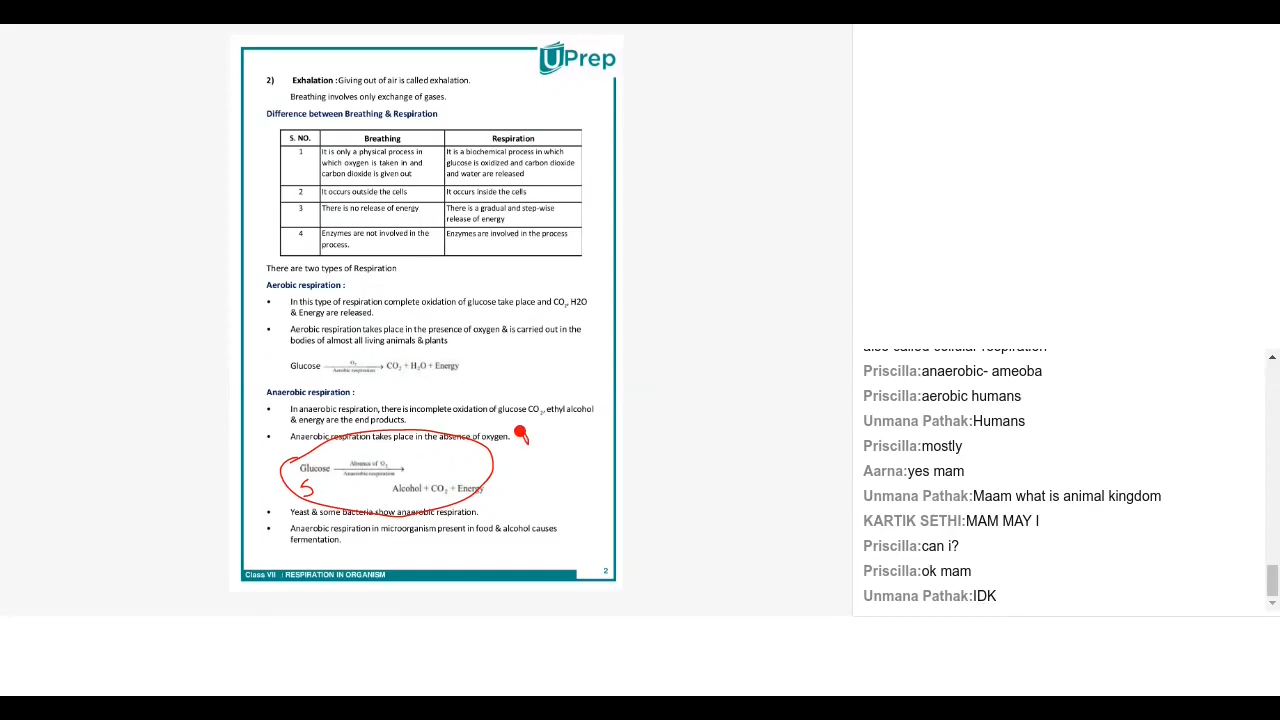 UPrep
2) Exhalation :Giving out of air is called exhalation.
Breathing involves only exchange of gases.
Difference between Breathing & Respiration
S. NO. Breathing Respiration
1 It is only a physical process in which oxygen is taken in and carbon dioxide is given out It is a biochemical process in which glucose is oxidized and carbon dioxide and water are released
2 It occurs outside the cells It occurs inside the cells
3 There is no release of energy There is a gradual and step-wise release of energy
4 Enzymes are not involved in the process. Enzymes are involved in the process
There are two types of Respiration
Aerobic respiration :
• In this type of respiration complete oxidation of glucose take place and CO2, H2O
& Energy are released.
• Aerobic respiration takes place in the presence of oxygen & is carried out in the
bodies of almost all living animals & plants
O2
Glucose → CO2 + H2O + Energy
Aerobic respiration
Anaerobic respiration :
• In anaerobic respiration, there is incomplete oxidation of glucose CO2, ethyl alcohol
& energy are the end products.
• Anaerobic respiration takes place in the absence of oxygen.
Absence of O2
Glucose →
Anaerobic respiration
S
Alcohol + CO2 + Energy
• Yeast & some bacteria show anaerobic respiration.
• Anaerobic respiration in microorganism present in food & alcohol causes
fermentation.
Class VII | RESPIRATION IN ORGANISM 2
also called cellular respiration
Priscilla:anaerobic- ameoba
Priscilla:aerobic humans
Unmana Pathak:Humans
Priscilla:mostly
Aarna:yes mam
Unmana Pathak:Maam what is animal kingdom
KARTIK SETHI:MAM MAY I
Priscilla:can i?
Priscilla:ok mam
Unmana Pathak:IDK